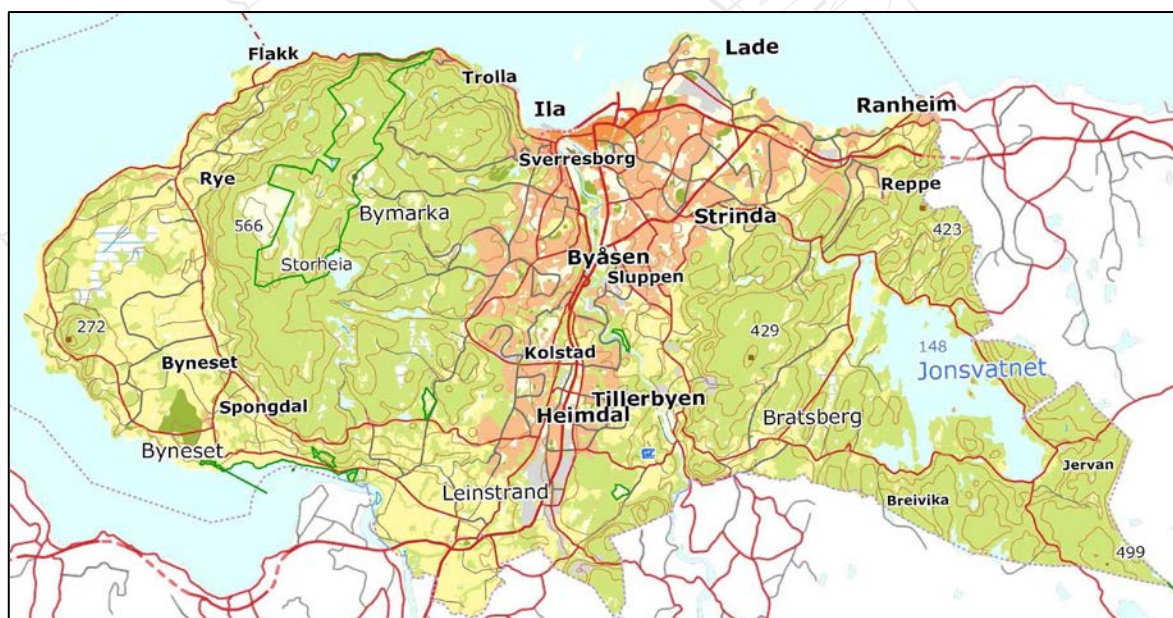 Lade
Flakk
Trolla
Ila
Ranheim
Sverresborg
Rye
Reppe
Bymarka
Strinda
566
423
Byåsen
Storheia
Sluppen
272
429
Kolstad
148
Byneset
Jonsvatnet
Spongdal
Tillerbyen
Heimdal
Bratsberg
Byneset
Jervan
Leinstrand
Breivika
499